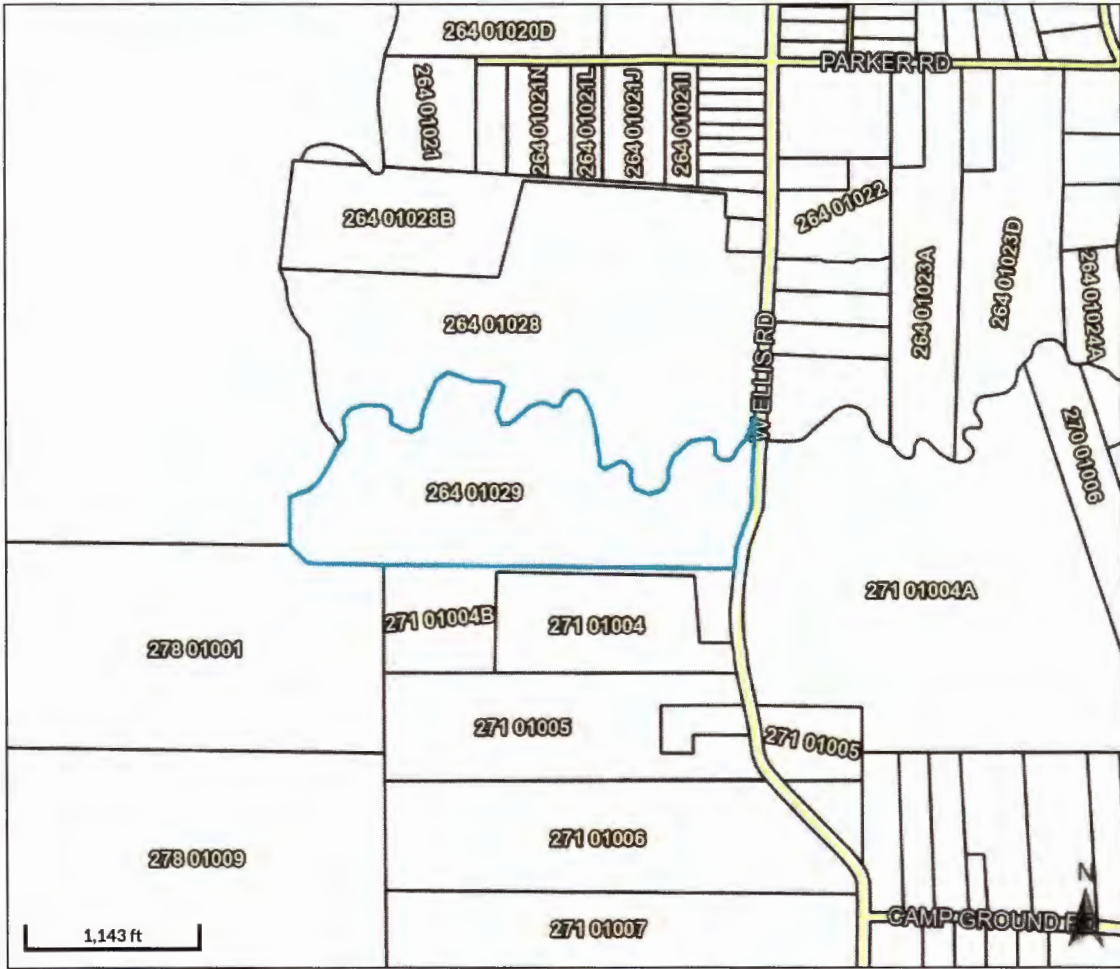 264 01020D
PARKER RD
264 01021
264 01021N
264 01021L
264 01021J
264 01021I
264 01028B
264 01022
264 01023A
264 01023D
264 01024A
264 01028
W ELLIS RD
270 01006
264 01029
271 01004A
271 01004B
271 01004
278 01001
271 01005
271 01005
271 01006
278 01009
N
CAMP GROUND
271 01007
1,143 ft